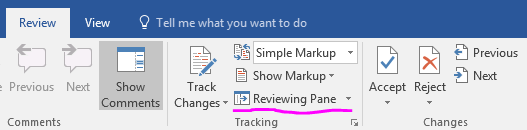 Review View Tell me what you want to do
Previous Next Show Comments
Comments
Track Changes
Simple Markup
Show Markup
Reviewing Pane
Tracking
Accept Reject
Previous
Next
Changes